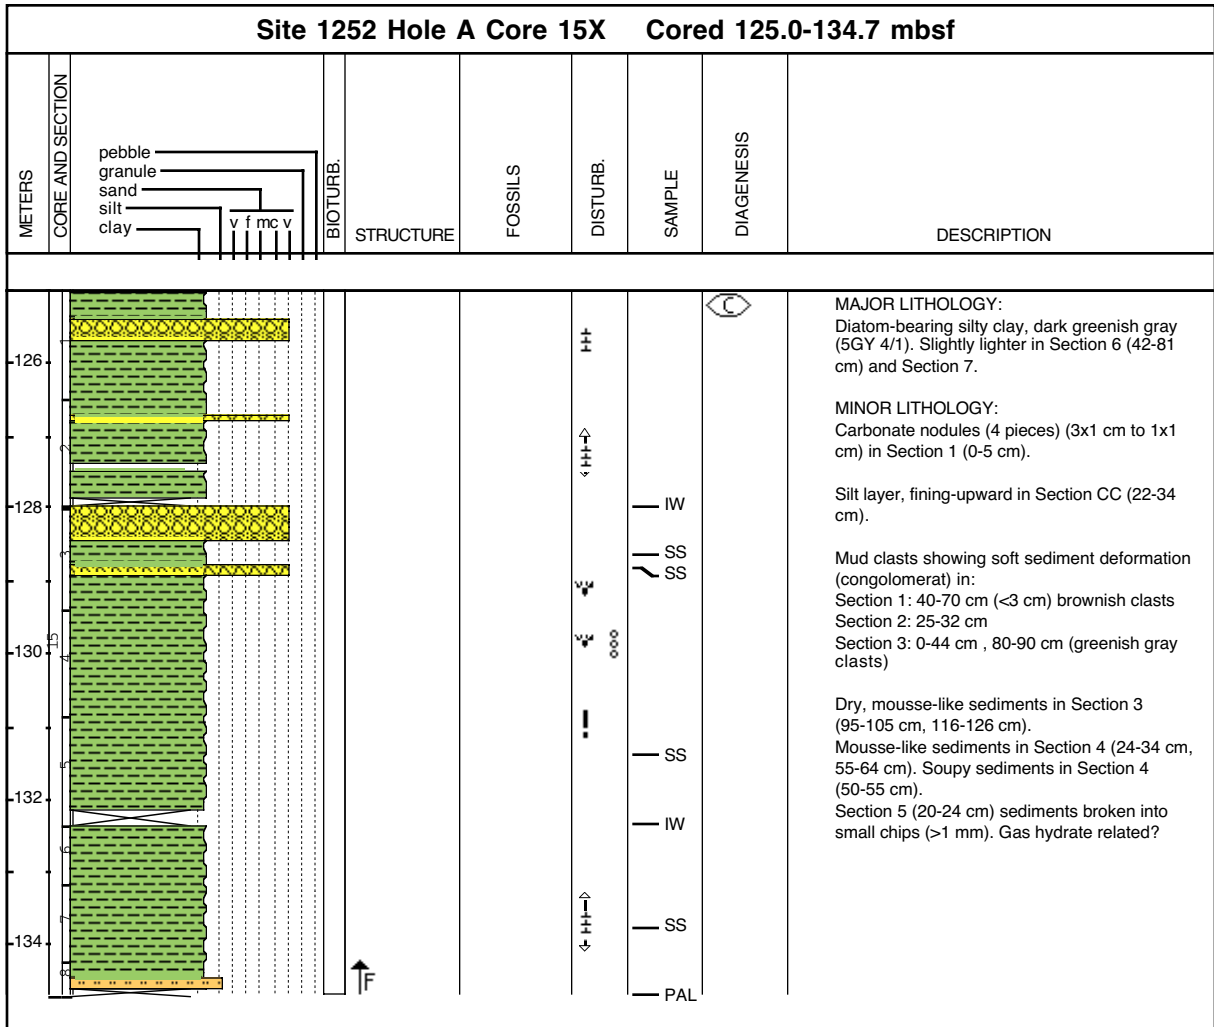 Site 1252 Hole A Core 15X Cored 125.0-134.7 mbsf
METERS
CORE AND SECTION
pebble
granule
sand
silt
clay
v f mc v
BIOTURB.
STRUCTURE
FOSSILS
DISTURB.
SAMPLE
DIAGENESIS
DESCRIPTION
126
128
130
132
134
1
2
3
15
4
5
6
7
8
F
IW
SS
SS
SS
IW
SS
PAL
C
MAJOR LITHOLOGY:
Diatom-bearing silty clay, dark greenish gray
(5GY 4/1). Slightly lighter in Section 6 (42-81
cm) and Section 7.
MINOR LITHOLOGY:
Carbonate nodules (4 pieces) (3x1 cm to 1x1
cm) in Section 1 (0-5 cm).
Silt layer, fining-upward in Section CC (22-34
cm).
Mud clasts showing soft sediment deformation
(congolomerat) in:
Section 1: 40-70 cm (<3 cm) brownish clasts
Section 2: 25-32 cm
Section 3: 0-44 cm , 80-90 cm (greenish gray
clasts)
Dry, mousse-like sediments in Section 3
(95-105 cm, 116-126 cm).
Mousse-like sediments in Section 4 (24-34 cm,
55-64 cm). Soupy sediments in Section 4
(50-55 cm).
Section 5 (20-24 cm) sediments broken into
small chips (>1 mm). Gas hydrate related?